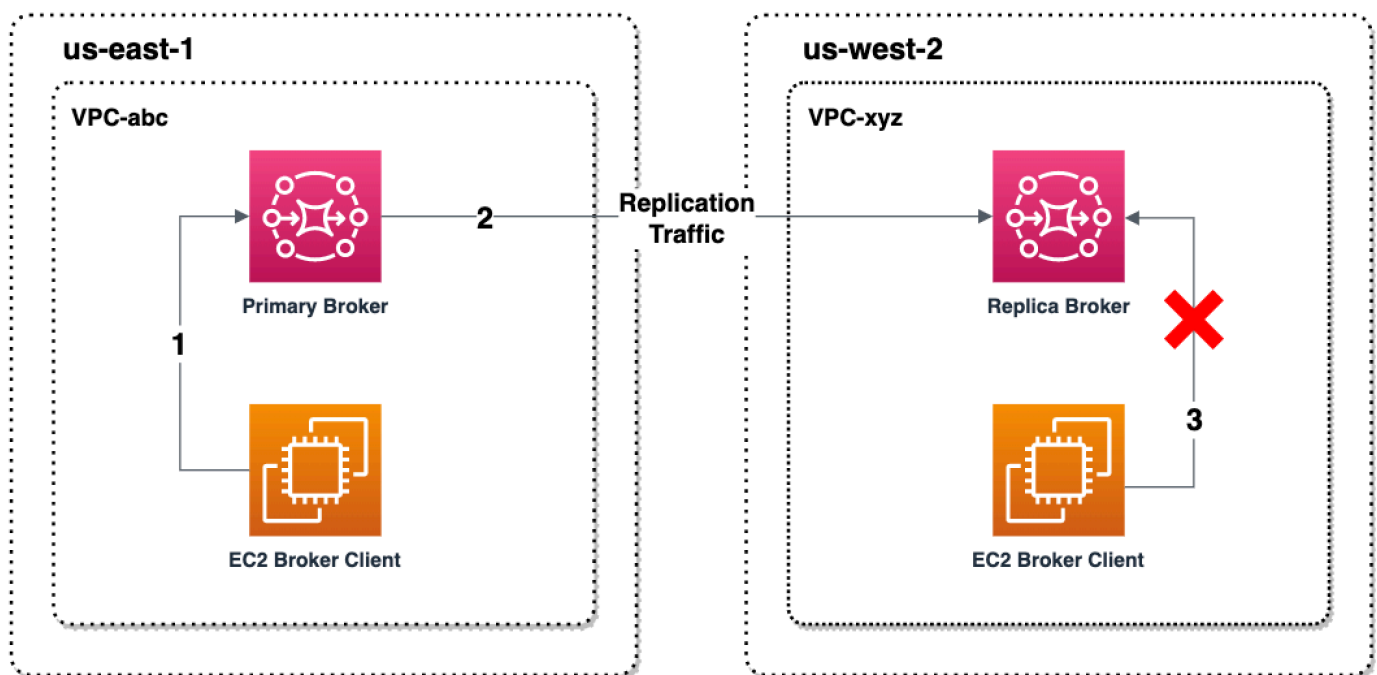 us-east-1
VPC-abc
Primary Broker
1
EC2 Broker Client
2
Replication
Traffic
us-west-2
VPC-xyz
Replica Broker
3
EC2 Broker Client